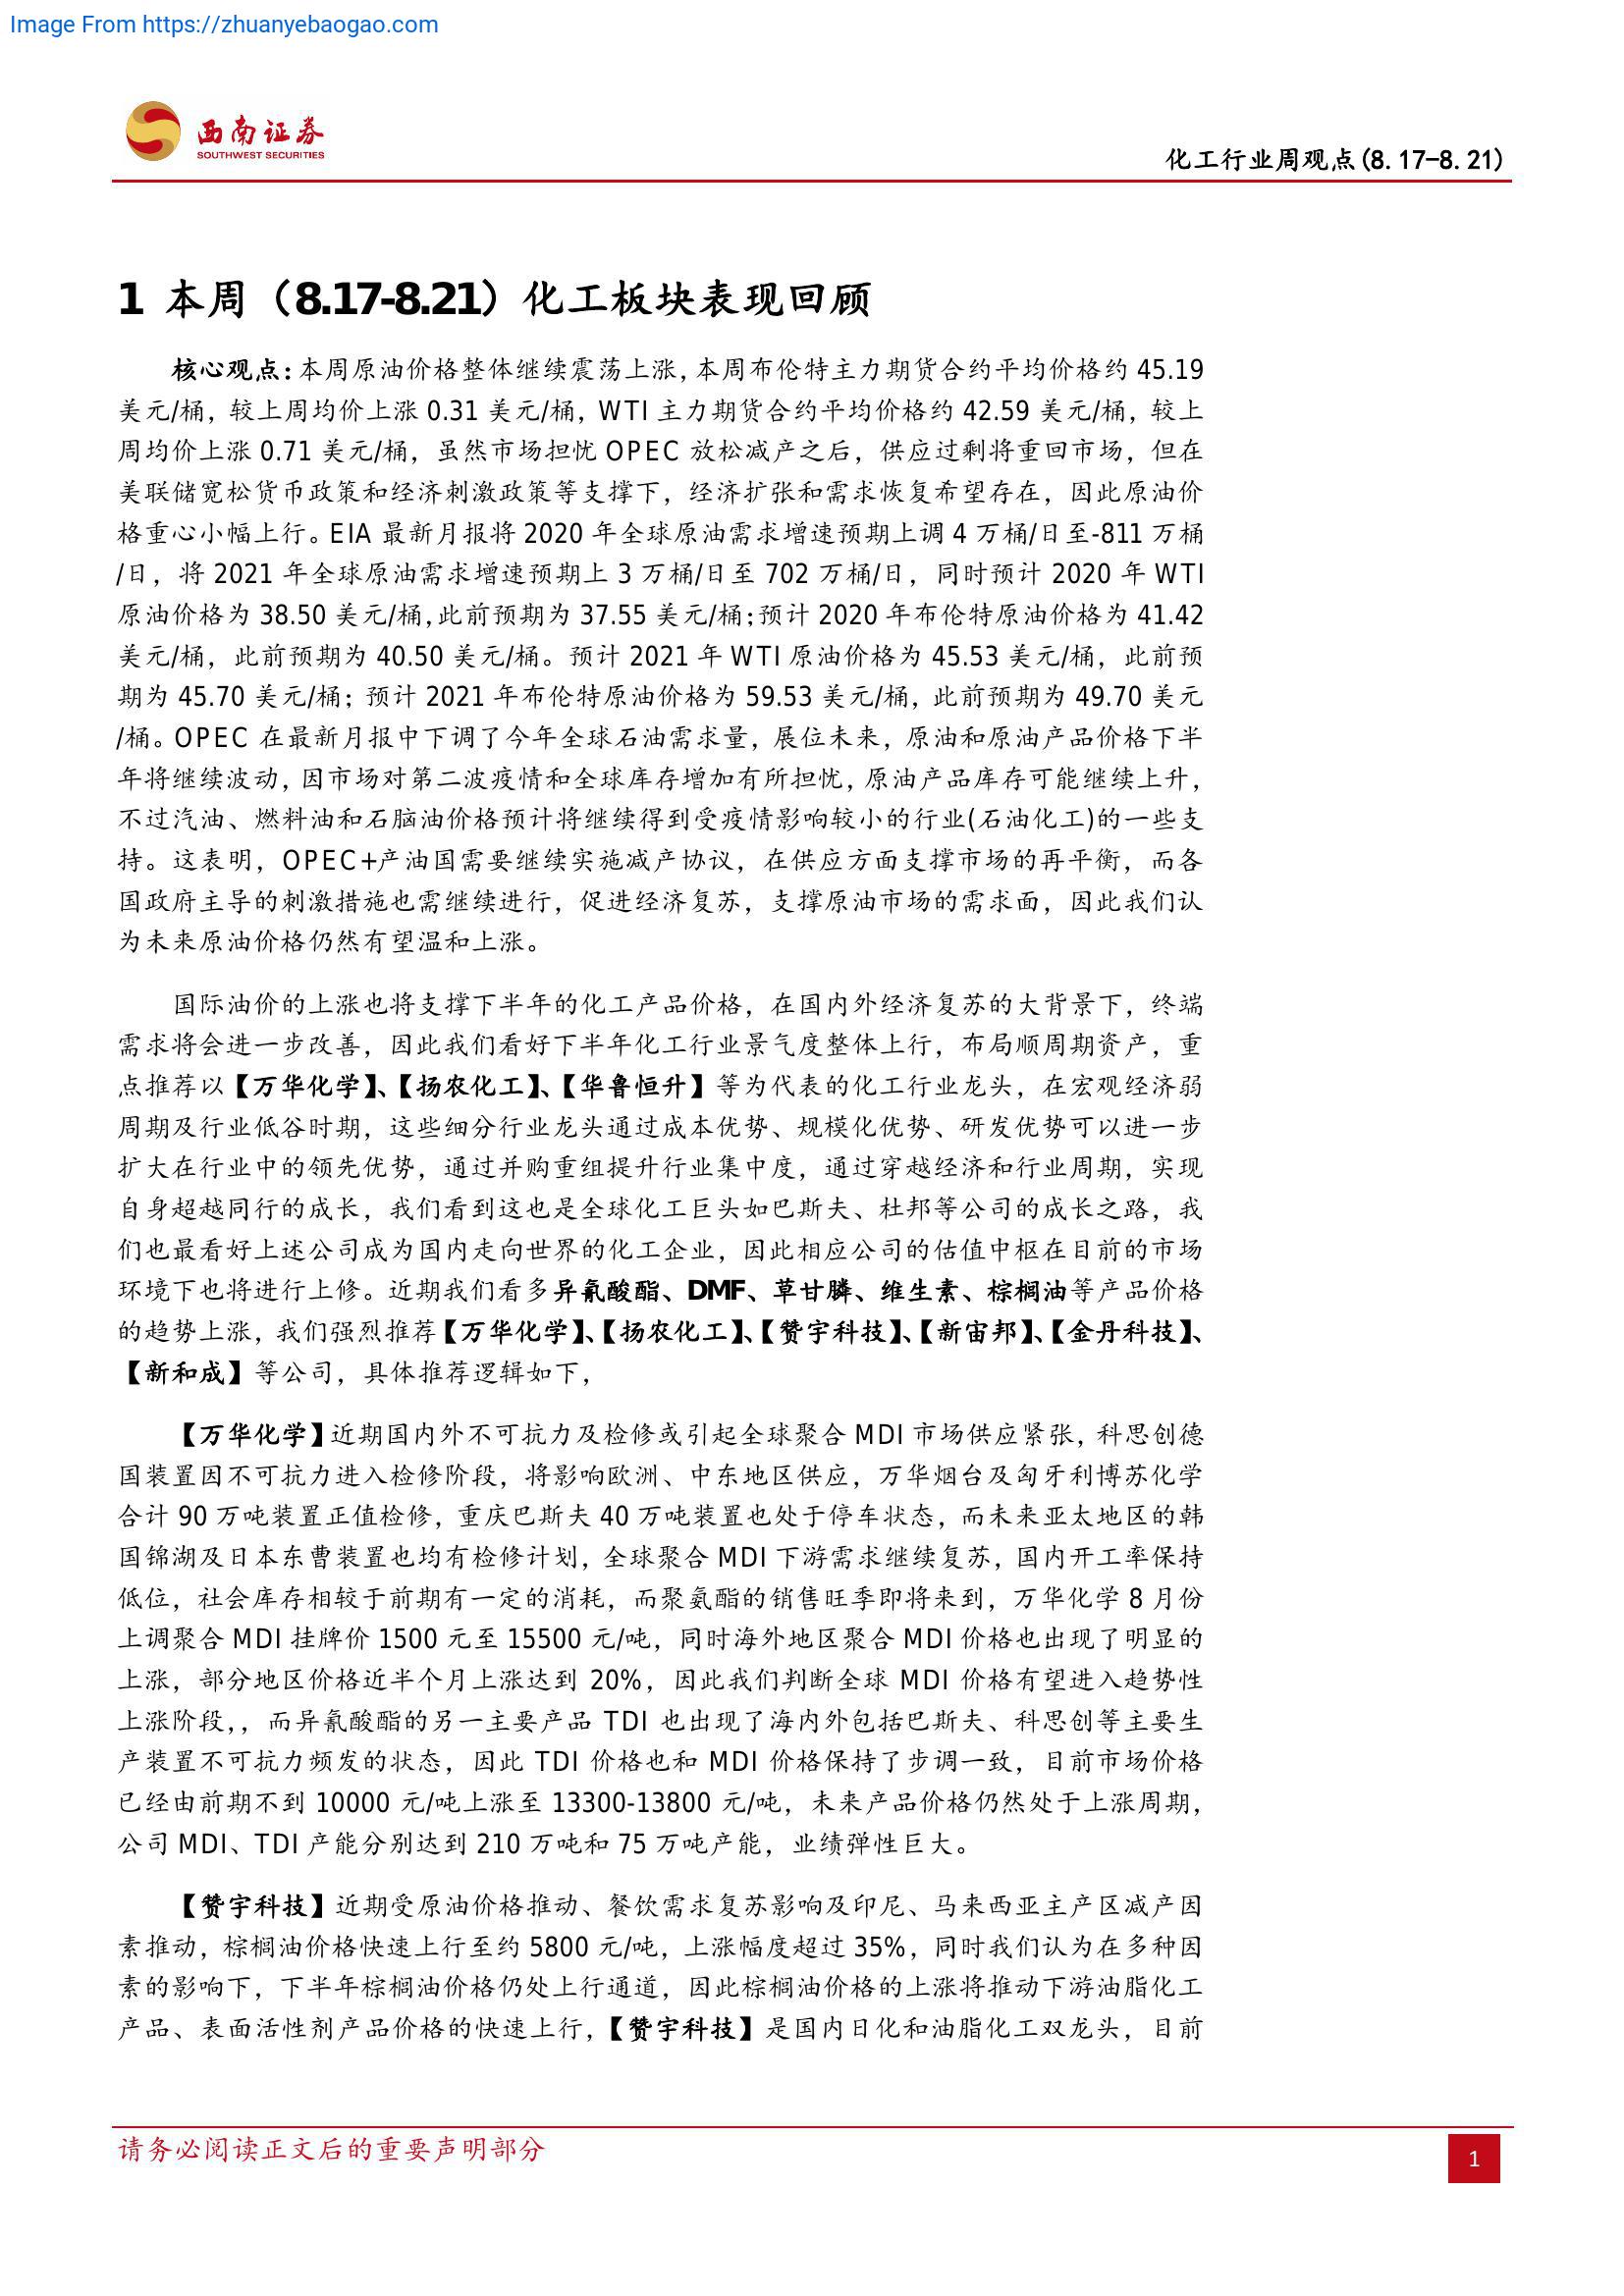 Image From https://zhuanyebaogao.com
西南证券
SOUTHWEST SECURITIES
化工行业周观点(8.17-8.21)
1 本周（8.17-8.21）化工板块表现回顾
核心观点：本周原油价格整体继续震荡上涨，本周布伦特主力期货合约平均价格约 45.19
美元/桶，较上周均价上涨 0.31 美元/桶，WTI 主力期货合约平均价格约 42.59 美元/桶，较上
周均价上涨 0.71 美元/桶，虽然市场担忧 OPEC 放松减产之后，供应过剩将重回市场，但在
美联储宽松货币政策和经济刺激政策等支撑下，经济扩张和需求恢复希望存在，因此原油价
格重心小幅上行。EIA 最新月报将 2020 年全球原油需求增速预期上调 4 万桶/日至-811 万桶
/日，将 2021 年全球原油需求增速预期上 3 万桶/日至 702 万桶/日，同时预计 2020 年 WTI
原油价格为 38.50 美元/桶，此前预期为 37.55 美元/桶；预计 2020 年布伦特原油价格为 41.42
美元/桶，此前预期为 40.50 美元/桶。预计 2021 年 WTI 原油价格为 45.53 美元/桶，此前预
期为 45.70 美元/桶；预计 2021 年布伦特原油价格为 59.53 美元/桶，此前预期为 49.70 美元
/桶。OPEC 在最新月报中下调了今年全球石油需求量，展位未来，原油和原油产品价格下半
年将继续波动，因市场对第二波疫情和全球库存增加有所担忧，原油产品库存可能继续上升，
不过汽油、燃料油和石脑油价格预计将继续得到受疫情影响较小的行业(石油化工)的一些支
持。这表明，OPEC+产油国需要继续实施减产协议，在供应方面支撑市场的再平衡，而各
国政府主导的刺激措施也需继续进行，促进经济复苏，支撑原油市场的需求面，因此我们认
为未来原油价格仍然有望温和上涨。
国际油价的上涨也将支撑下半年的化工产品价格，在国内外经济复苏的大背景下，终端
需求将会进一步改善，因此我们看好下半年化工行业景气度整体上行，布局顺周期资产，重
点推荐以【万华化学】、【扬农化工】、【华鲁恒升】等为代表的化工行业龙头，在宏观经济弱
周期及行业低谷时期，这些细分行业龙头通过成本优势、规模化优势、研发优势可以进一步
扩大在行业中的领先优势，通过并购重组提升行业集中度，通过穿越经济和行业周期，实现
自身超越同行的成长，我们看到这也是全球化工巨头如巴斯夫、杜邦等公司的成长之路，我
们也最看好上述公司成为国内走向世界的化工企业，因此相应公司的估值中枢在目前的市场
环境下也将进行上修。近期我们看多异氰酸酯、DMF、草甘膦、维生素、棕榈油等产品价格
的趋势上涨，我们强烈推荐【万华化学】、【扬农化工】、【赞宇科技】、【新宙邦】、【金丹科技】、
【新和成】等公司，具体推荐逻辑如下，
【万华化学】近期国内外不可抗力及检修或引起全球聚合 MDI 市场供应紧张，科思创德
国装置因不可抗力进入检修阶段，将影响欧洲、中东地区供应，万华烟台及匈牙利博苏化学
合计 90 万吨装置正值检修，重庆巴斯夫 40 万吨装置也处于停车状态，而未来亚太地区的韩
国锦湖及日本东曹装置也均有检修计划，全球聚合 MDI 下游需求继续复苏，国内开工率保持
低位，社会库存相较于前期有一定的消耗，而聚氨酯的销售旺季即将来到，万华化学 8 月份
上调聚合 MDI 挂牌价 1500 元至 15500 元/吨，同时海外地区聚合 MDI 价格也出现了明显的
上涨，部分地区价格近半个月上涨达到 20%，因此我们判断全球 MDI 价格有望进入趋势性
上涨阶段，，而异氰酸酯的另一主要产品 TDI 也出现了海内外包括巴斯夫、科思创等主要生
产装置不可抗力频发的状态，因此 TDI 价格也和 MDI 价格保持了步调一致，目前市场价格
已经由前期不到 10000 元/吨上涨至 13300-13800 元/吨，未来产品价格仍然处于上涨周期，
公司 MDI、TDI 产能分别达到 210 万吨和 75 万吨产能，业绩弹性巨大。
【赞宇科技】近期受原油价格推动、餐饮需求复苏影响及印尼、马来西亚主产区减产因
素推动，棕榈油价格快速上行至约 5800 元/吨，上涨幅度超过 35%，同时我们认为在多种因
素的影响下，下半年棕榈油价格仍处上行通道，因此棕榈油价格的上涨将推动下游油脂化工
产品、表面活性剂产品价格的快速上行，【赞宇科技】是国内日化和油脂化工双龙头，目前
请务必阅读正文后的重要声明部分
1